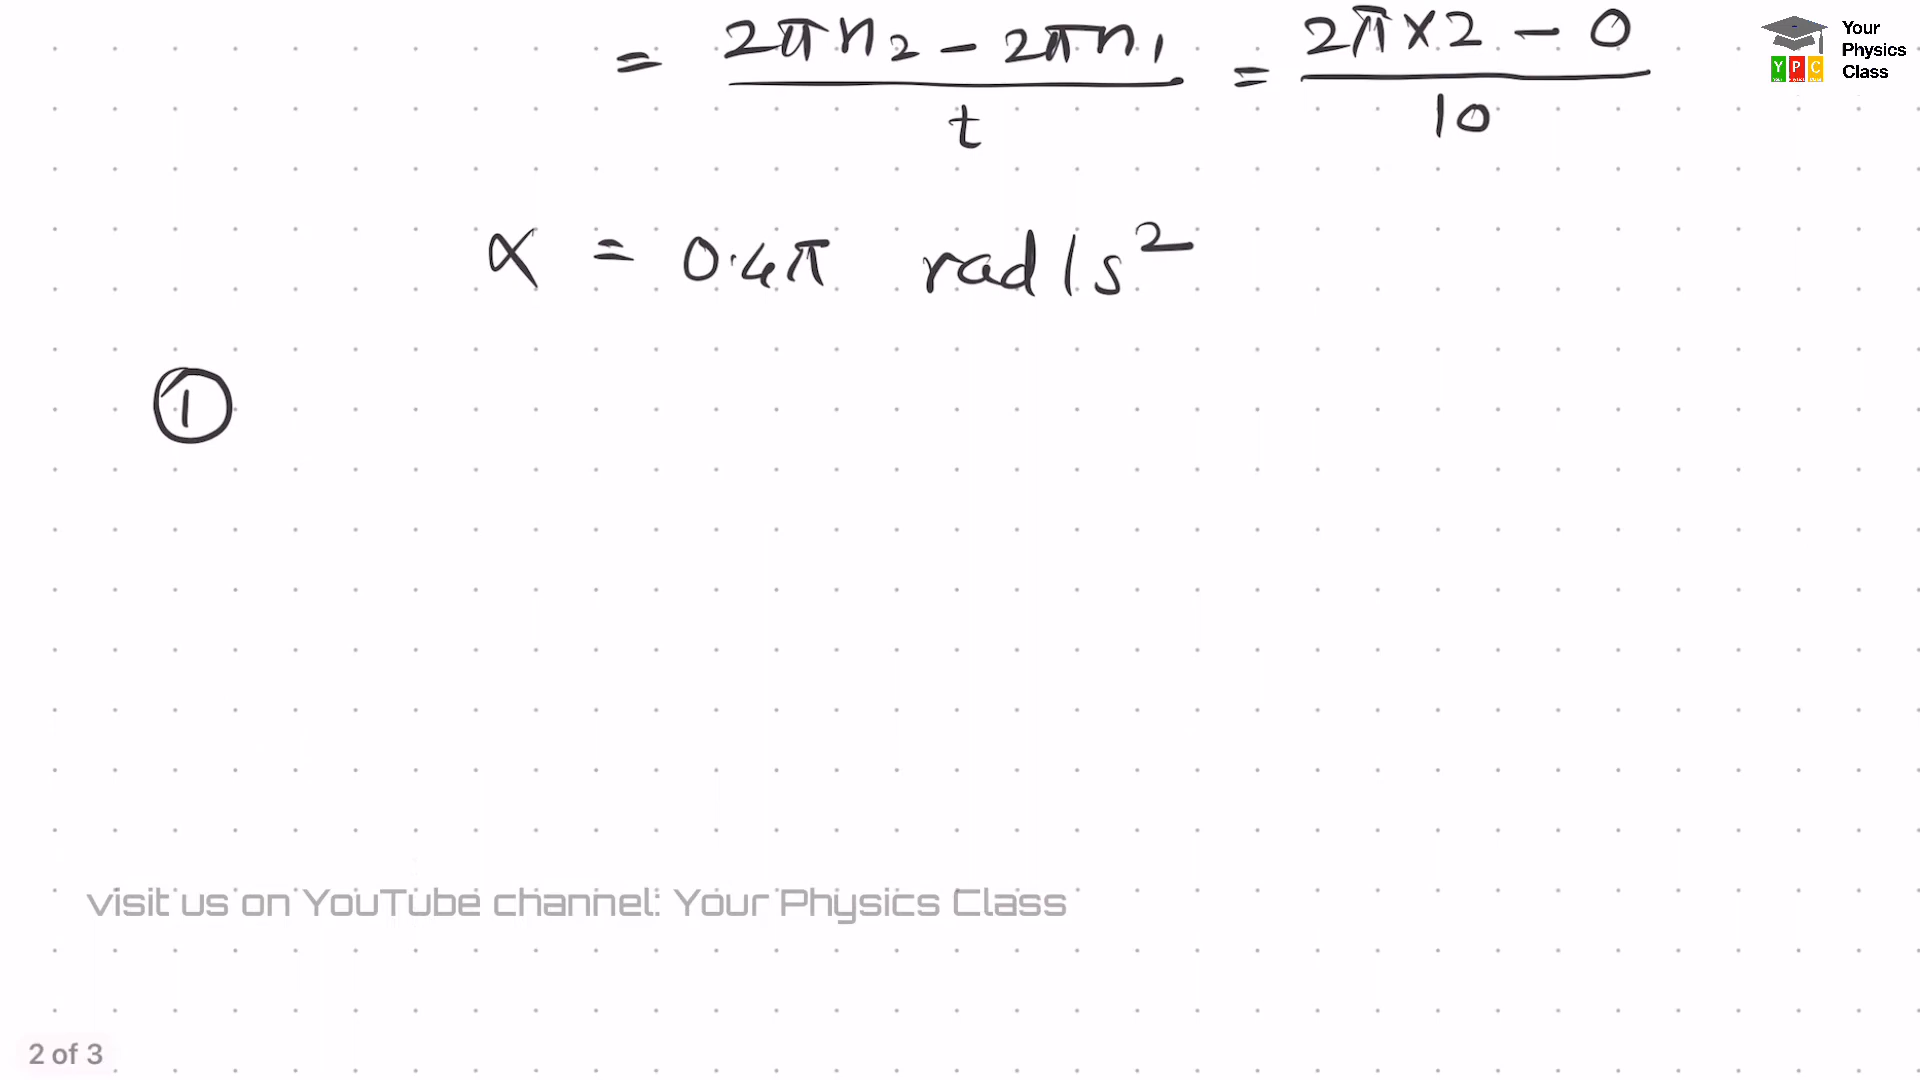 = (2πn₂ - 2πn₁) / t = (2π × 2 - 0) / 10
Your
Physics
Class
Y P C
α = 0.4π rad/s²
①
visit us on YouTube channel: Your Physics Class
2 of 3